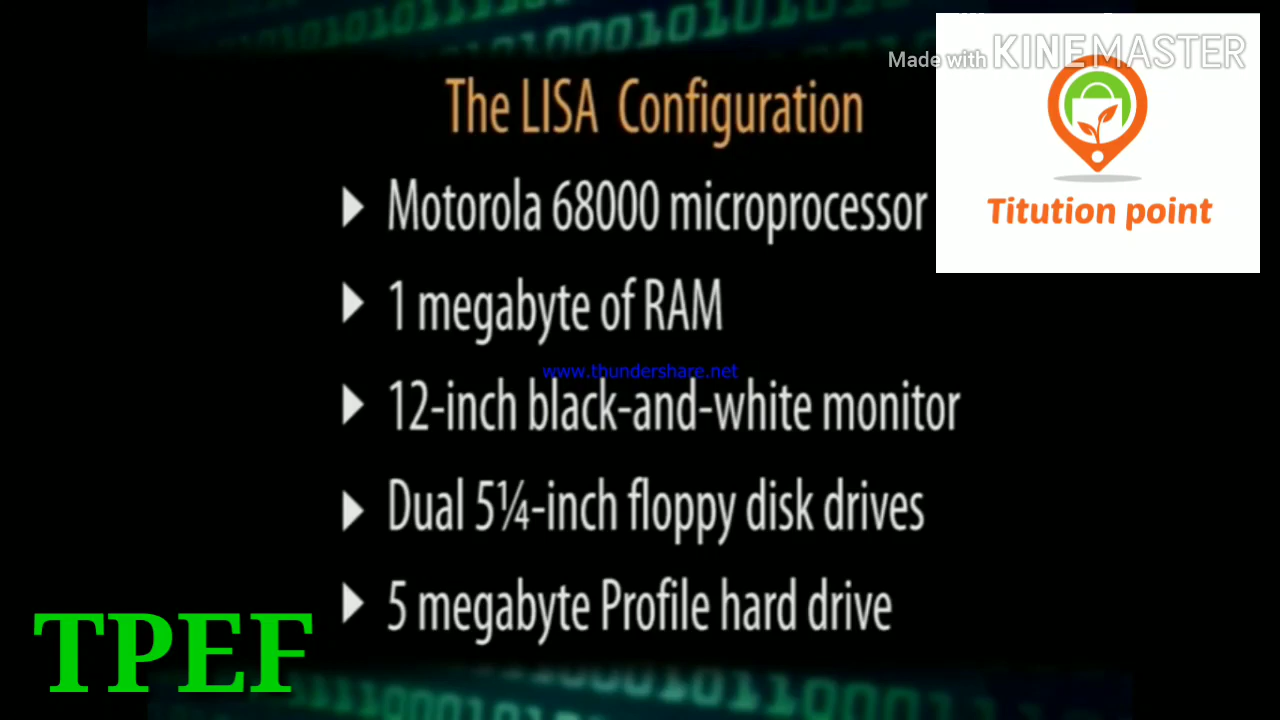 Made with KINEMASTER
The LISA Configuration
Motorola 68000 microprocessor
Titution point
1 megabyte of RAM
www.thundershare.net
12-inch black-and-white monitor
Dual 5¼-inch floppy disk drives
5 megabyte Profile hard drive
TPEF